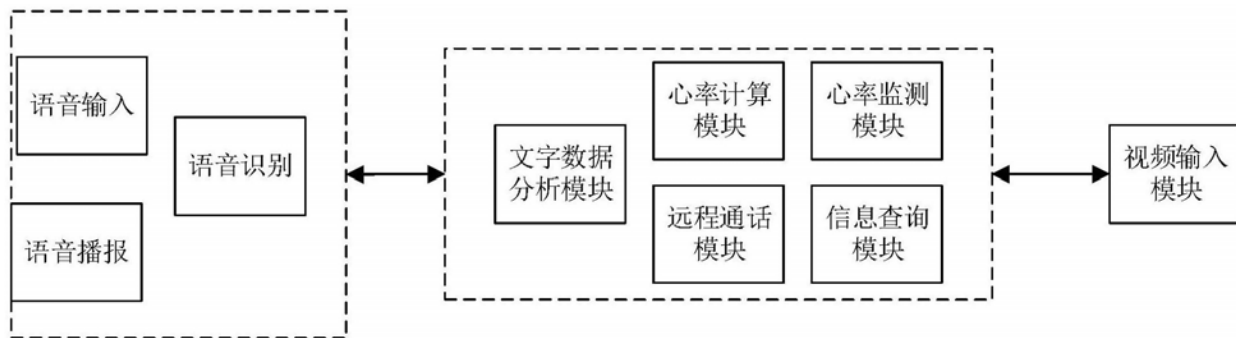 语音输入
语音识别
语音播报
文字数据
分析模块
心率计算
模块
心率监测
模块
远程通话
模块
信息查询
模块
视频输入
模块